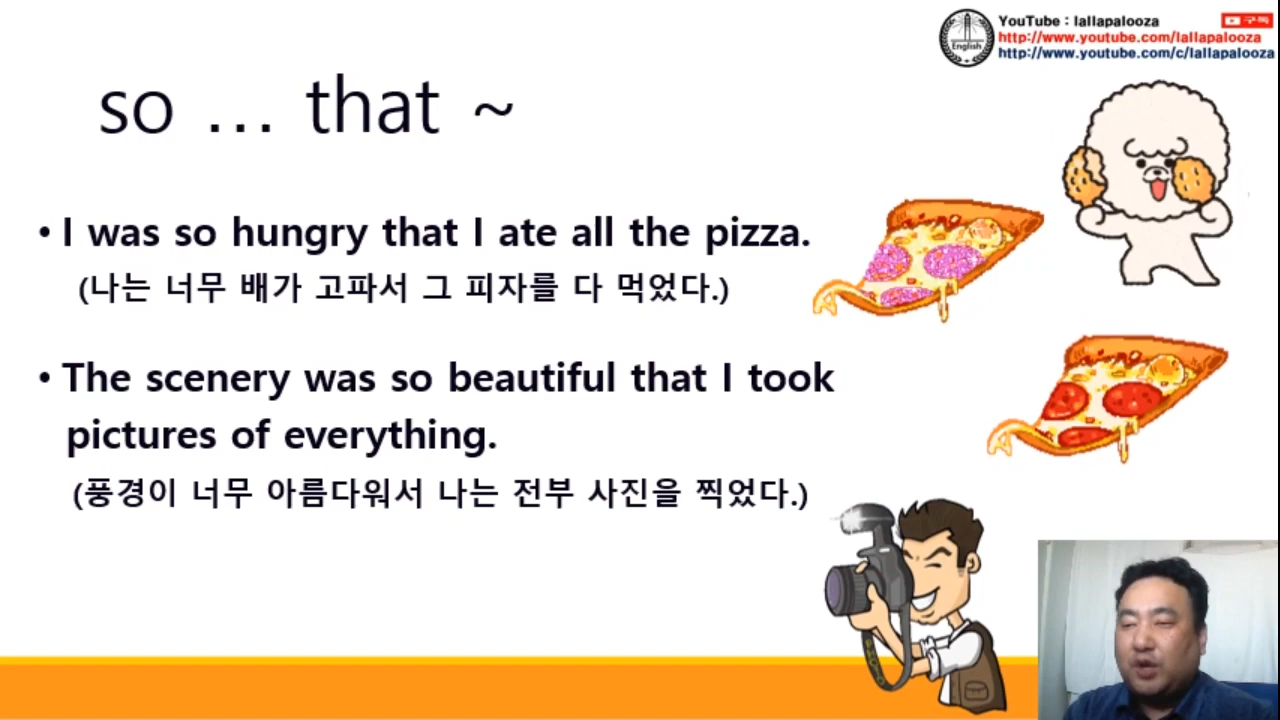 YouTube : lallapalooza
구독
http://www.youtube.com/lallapalooza
http://www.youtube.com/c/lallapalooza
English
so … that ~
• I was so hungry that I ate all the pizza.
(나는 너무 배가 고파서 그 피자를 다 먹었다.)
• The scenery was so beautiful that I took
pictures of everything.
(풍경이 너무 아름다워서 나는 전부 사진을 찍었다.)